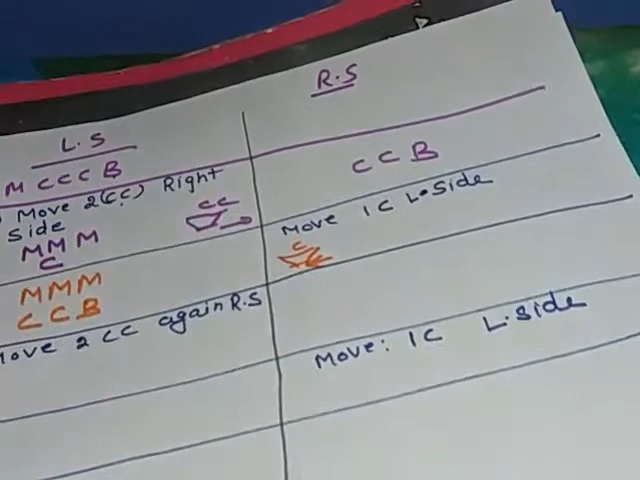 R.S
L.S
M C C C B
Move 2(CC) Right
side
CC
M M M
C
C C B
Move 1C L.side
C
M M M
C C B
Move 2 CC again R.S
Move: 1C L.side